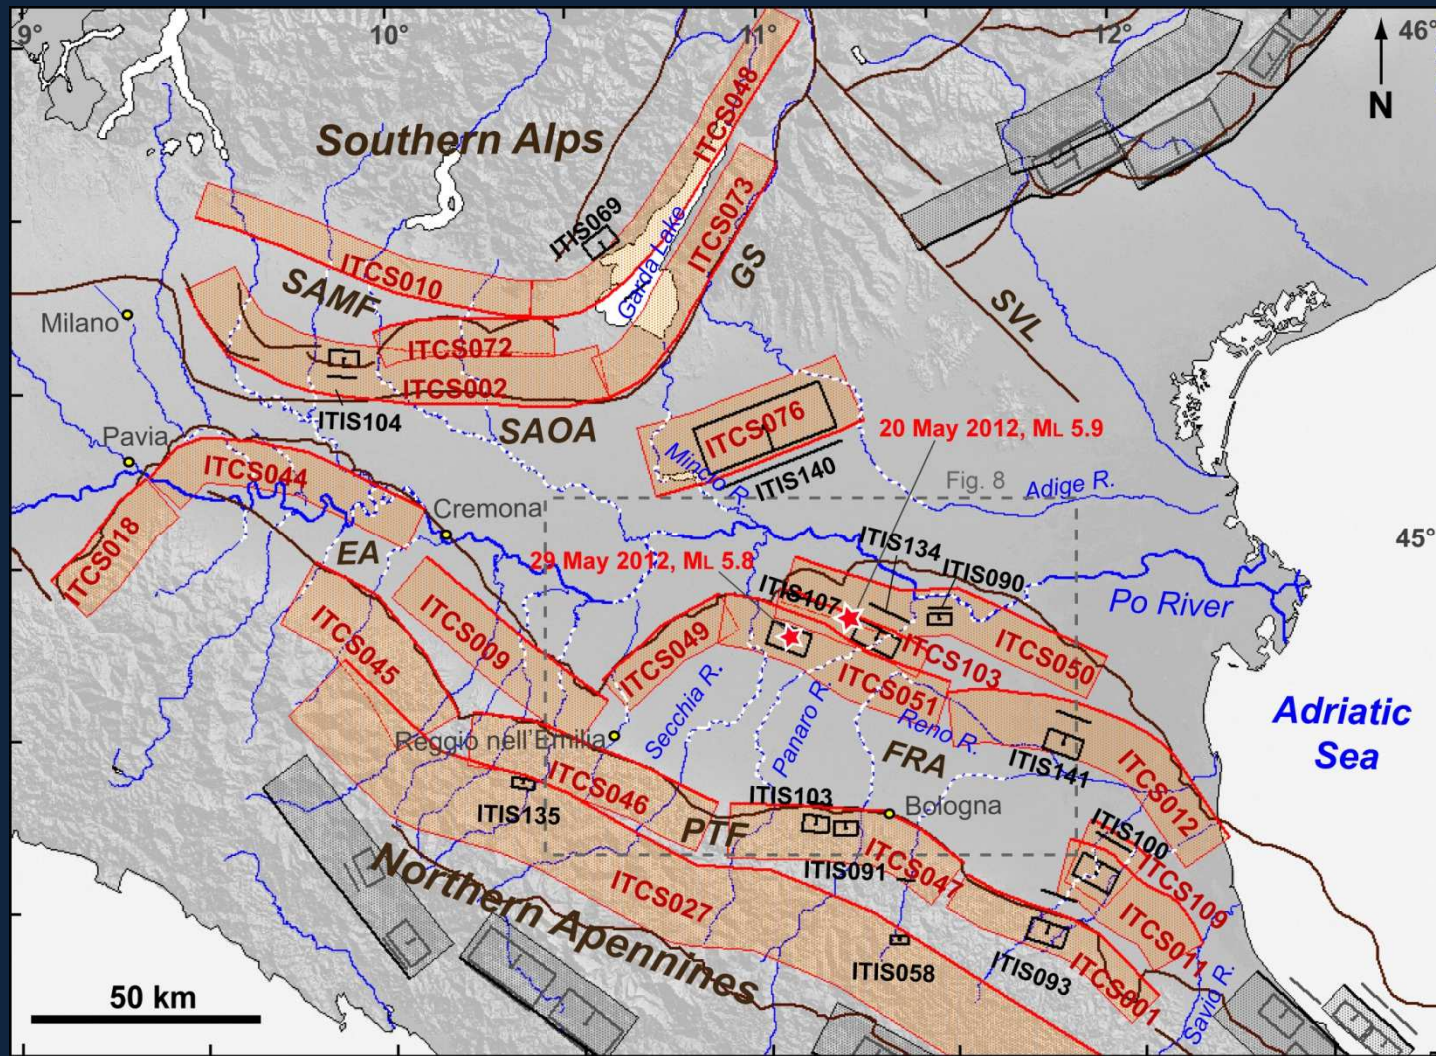 9°
10°
11°
12°
46°
N
Southern Alps
ITCS048
ITCS073
ITIS069
Garda Lake
GS
ITCS010
SAMF
SVL
Milano
ITCS072
ITCS002
ITIS104
SAOA
ITCS076
20 May 2012, ML 5.9
Pavia
ITCS044
Mincio R.
ITIS140
Fig. 8
Adige R.
Cremona
ITCS018
EA
45°
29 May 2012, ML 5.8
ITIS134
ITIS090
ITIS107
Po River
ITCS045
ITCS009
ITCS049
ITCS103
ITCS050
ITCS051
Secchia R.
Panaro R.
Reno R.
Adriatic
Sea
Reggio nell'Emilia
FRA
ITIS141
ITCS012
ITCS046
ITIS135
ITIS103
Bologna
PTF
ITIS100
ITIS091
ITCS047
ITCS109
Northern Apennines
ITCS027
ITCS011
ITIS058
ITIS093
ITCS001
Savio R.
50 km